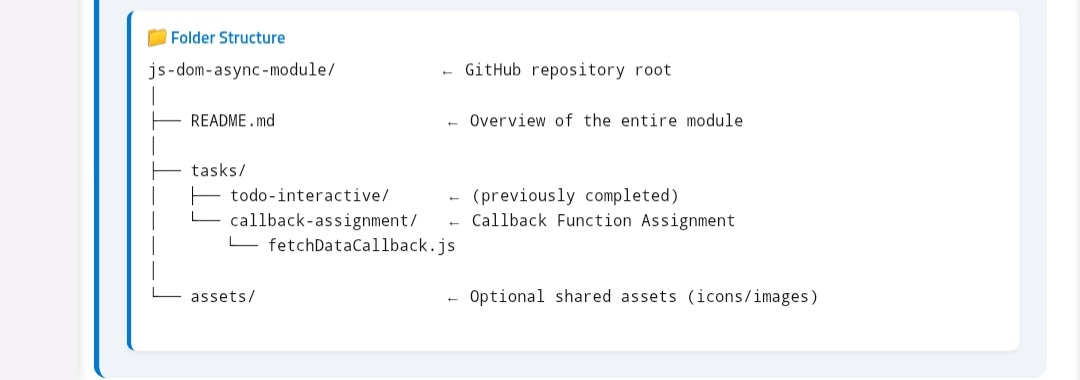 📁 Folder Structure
js-dom-async-module/ ← GitHub repository root
│
├── README.md ← Overview of the entire module
│
├── tasks/
│   ├── todo-interactive/ ← (previously completed)
│   └── callback-assignment/ ← Callback Function Assignment
│       └── fetchDataCallback.js
│
└── assets/ ← Optional shared assets (icons/images)